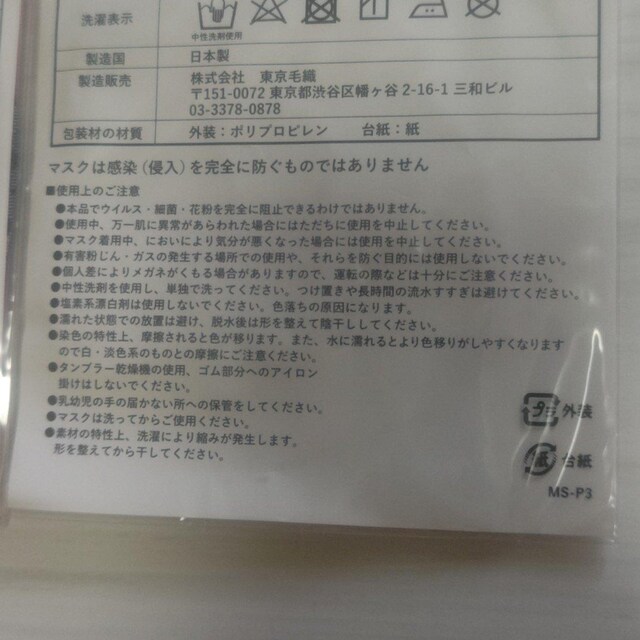 洗濯表示
中性洗剤使用
製造国 日本製
製造販売 株式会社 東京毛織
〒151-0072 東京都渋谷区幡ヶ谷 2-16-1 三和ビル
03-3378-0878
包装材の材質 外装:ポリプロピレン 台紙:紙
マスクは感染(侵入)を完全に防ぐものではありません
■使用上のご注意
●本品でウイルス・細菌・花粉を完全に阻止できるわけではありません。
●使用中、万一肌に異常があらわれた場合にはただちに使用を中止してください。
●マスク着用中、においにより気分が悪くなった場合には使用を中止してください。
●有害粉じん・ガスの発生する場所での使用や、それらを防ぐ目的には使用しないでください。
●個人差によりメガネがくもる場合がありますので、運転の際などは十分にご注意ください。
●中性洗剤を使用し、単独で洗ってください。つけ置きや長時間の流水すすぎは避けてください。
●塩素系漂白剤は使用しないでください。色落ちの原因になります。
●濡れた状態での放置は避け、脱水後は形を整えて陰干ししてください。
●染色の特性上、摩擦されると色が移ります。また、水に濡れるとより色移りがしやすくなります
ので白・淡色系のものとの摩擦にご注意ください。
●タンブラー乾燥機の使用、ゴム部分へのアイロン
掛けはしないでください。
●乳幼児の手の届かない所への保管をしてください。
●マスクは洗ってからご使用ください。
●素材の特性上、洗濯により縮みが発生します。
形を整えてから干してください。
プラ 外装
紙 台紙
MS-P3